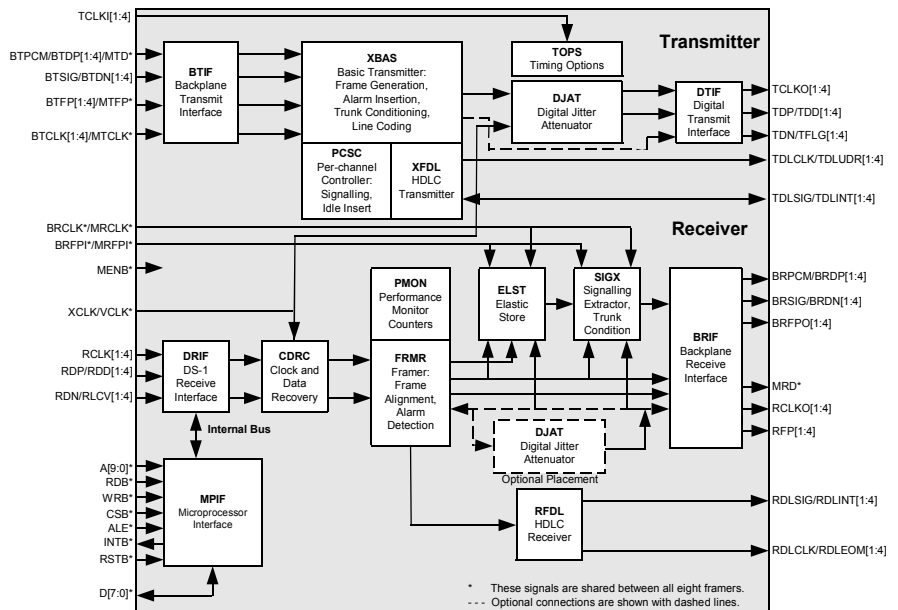 TCLKI[1:4]
Transmitter
BTPCM/BTDP[1:4]/MTD*
BTSIG/BTDN[1:4]
BTFP[1:4]/MTFP*
BTCLK[1:4]/MTCLK*
BTIF
Backplane
Transmit
Interface
XBAS
Basic Transmitter:
Frame Generation,
Alarm Insertion,
Trunk Conditioning,
Line Coding
TOPS
Timing Options
DJAT
Digital Jitter
Attenuator
DTIF
Digital
Transmit
Interface
TCLKO[1:4]
TDP/TDD[1:4]
TDN/TFLG[1:4]
PCSC
Per-channel
Controller:
Signalling,
Idle Insert
XFDL
HDLC
Transmitter
TDLCLK/TDLUDR[1:4]
TDLSIG/TDLINT[1:4]
Receiver
BRCLK*/MRCLK*
BRFPI*/MRFPI*
MENB*
XCLK/VCLK*
RCLK[1:4]
RDP/RDD[1:4]
RDN/RLCV[1:4]
DRIF
DS-1
Receive
Interface
CDRC
Clock and
Data
Recovery
PMON
Performance
Monitor
Counters
FRMR
Framer:
Frame
Alignment,
Alarm
Detection
ELST
Elastic
Store
SIGX
Signalling
Extractor,
Trunk
Condition
BRIF
Backplane
Receive
Interface
BRPCM/BRDP[1:4]
BRSIG/BRDN[1:4]
BRFPO[1:4]
MRD*
RCLKO[1:4]
RFP[1:4]
Internal Bus
DJAT
Digital Jitter
Attenuator
Optional Placement
A[9:0]*
RDB*
WRB*
CSB*
ALE*
INTB*
RSTB*
D[7:0]*
MPIF
Microprocessor
Interface
RFDL
HDLC
Receiver
RDLSIG/RDLINT[1:4]
RDLCLK/RDLEOM[1:4]
* These signals are shared between all eight framers.
--- Optional connections are shown with dashed lines.